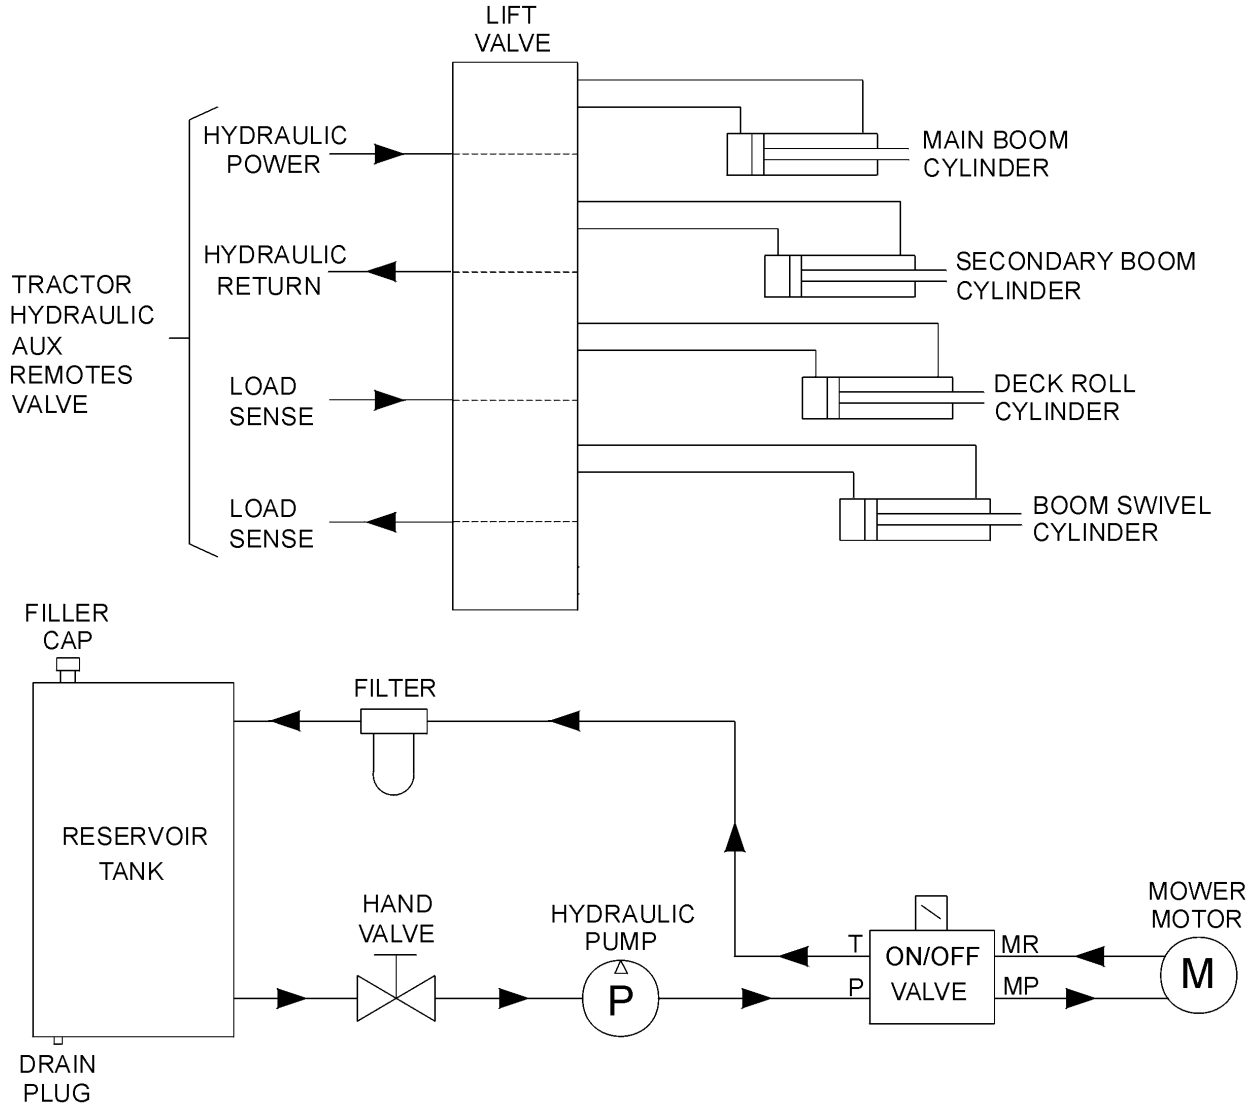 LIFT
VALVE
HYDRAULIC
POWER
MAIN BOOM
CYLINDER
HYDRAULIC
RETURN
SECONDARY BOOM
CYLINDER
TRACTOR
HYDRAULIC
AUX
REMOTES
VALVE
LOAD
SENSE
DECK ROLL
CYLINDER
LOAD
SENSE
BOOM SWIVEL
CYLINDER
FILLER
CAP
FILTER
RESERVOIR
TANK
HAND
VALVE
HYDRAULIC
PUMP
P
T
P
ON/OFF
VALVE
MR
MP
MOWER
MOTOR
M
DRAIN
PLUG